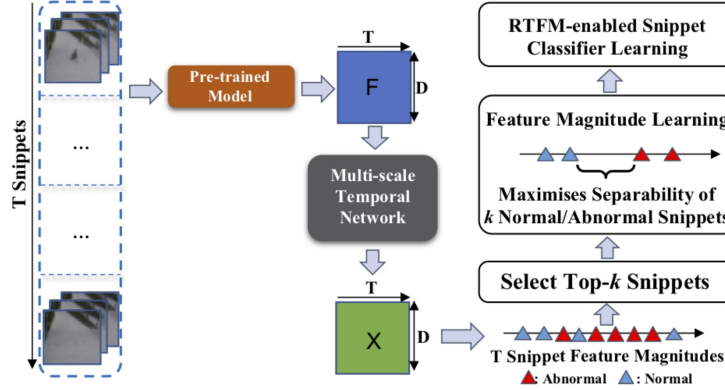 T Snippets
...
...
Pre-trained
Model
T
F
D
Multi-scale
Temporal
Network
T
X
D
RTFM-enabled Snippet
Classifier Learning
Feature Magnitude Learning
Maximises Separability of
k Normal/Abnormal Snippets
Select Top-k Snippets
T Snippet Feature Magnitudes
: Abnormal : Normal